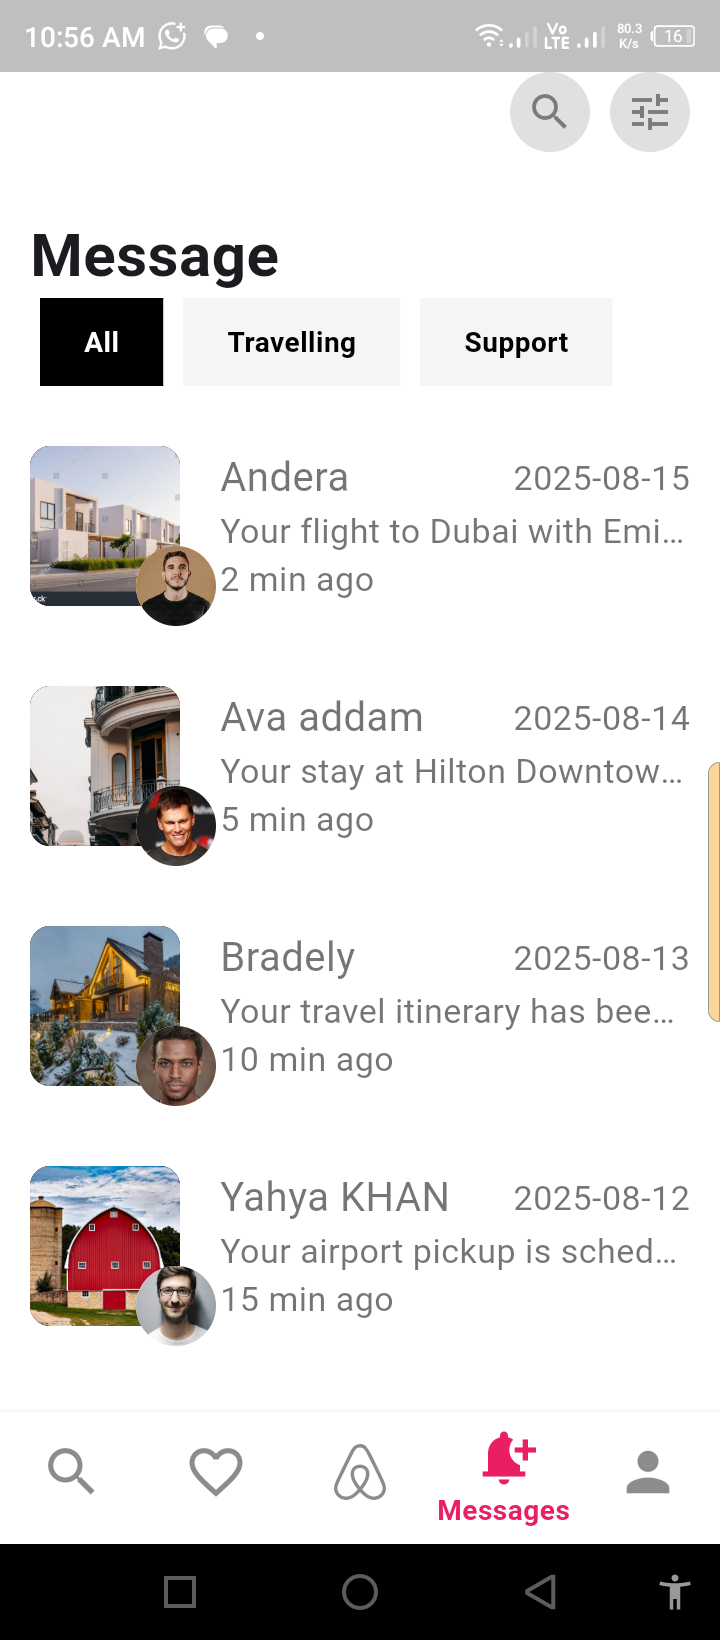 10:56 AM Vo LTE 80.3 K/s 16
Message
All Travelling Support
Andera 2025-08-15
Your flight to Dubai with Emi...
2 min ago
Ava addam 2025-08-14
Your stay at Hilton Downtow...
5 min ago
Bradely 2025-08-13
Your travel itinerary has bee...
10 min ago
Yahya KHAN 2025-08-12
Your airport pickup is sched...
15 min ago
Messages